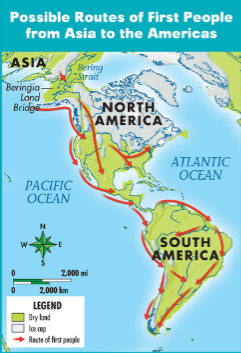 Possible Routes of First People
from Asia to the Americas
ASIA
Bering
Strait
Beringia
Land
Bridge
NORTH
AMERICA
ATLANTIC
OCEAN
PACIFIC
OCEAN
N
W
E
S
SOUTH
AMERICA
0
2,000 mi
0
2,000 km
LEGEND
Dry land
Ice cap
Route of first people